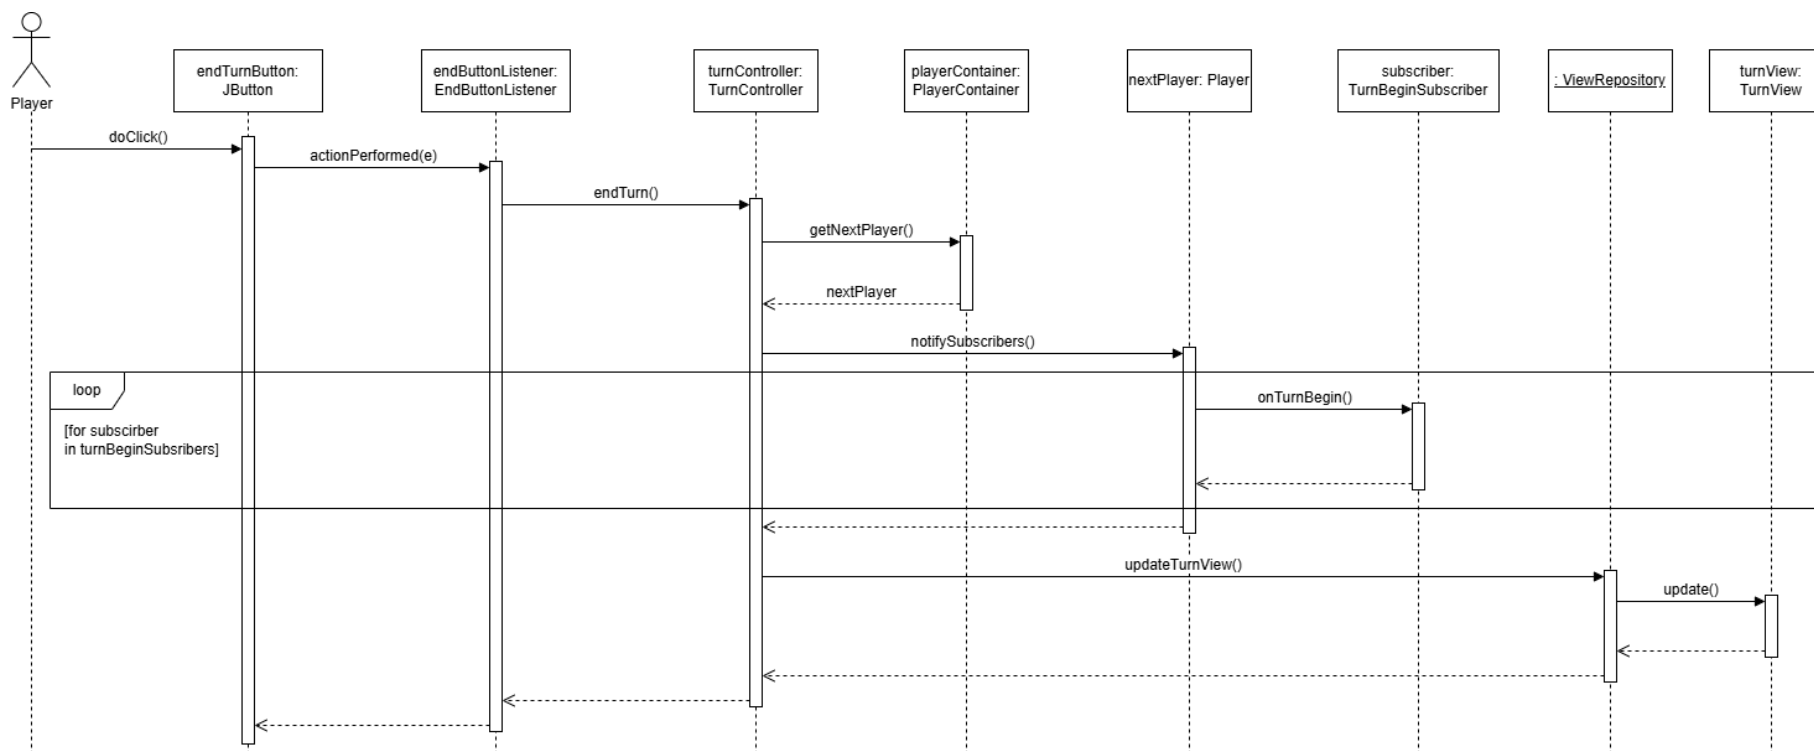 Player
endTurnButton:
JButton
endButtonListener:
EndButtonListener
turnController:
TurnController
playerContainer:
PlayerContainer
nextPlayer: Player
subscriber:
TurnBeginSubscriber
: ViewRepository
turnView:
TurnView
doClick()
actionPerformed(e)
endTurn()
getNextPlayer()
nextPlayer
notifySubscribers()
loop
[for subscirber
in turnBeginSubsribers]
onTurnBegin()
updateTurnView()
update()